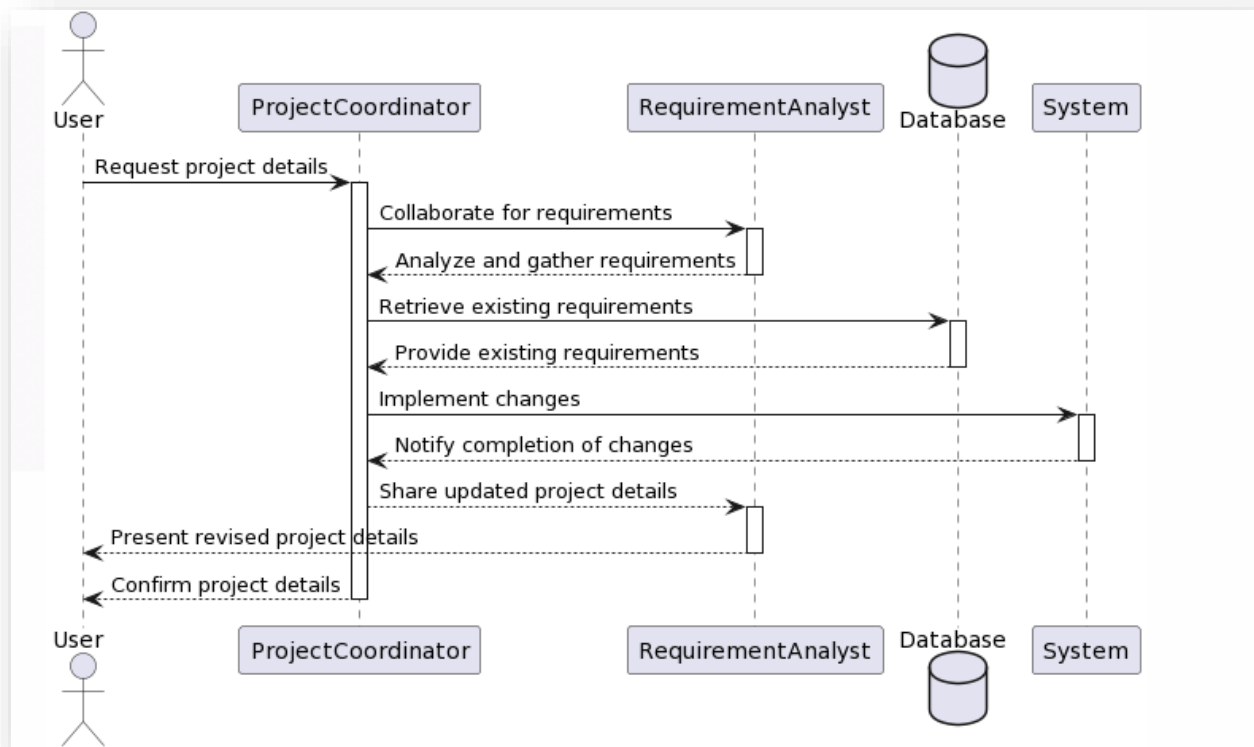 User
ProjectCoordinator
RequirementAnalyst
Database
System
Request project details
Collaborate for requirements
Analyze and gather requirements
Retrieve existing requirements
Provide existing requirements
Implement changes
Notify completion of changes
Share updated project details
Present revised project details
Confirm project details
User
ProjectCoordinator
RequirementAnalyst
Database
System